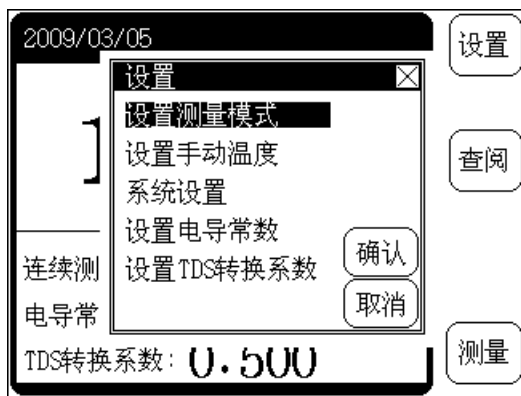 2009/03/05
设置
设置
设置测量模式
设置手动温度
查阅
系统设置
设置电导常数
确认
连续测
设置TDS转换系数
电导常
取消
TDS转换系数: 0.500
测量